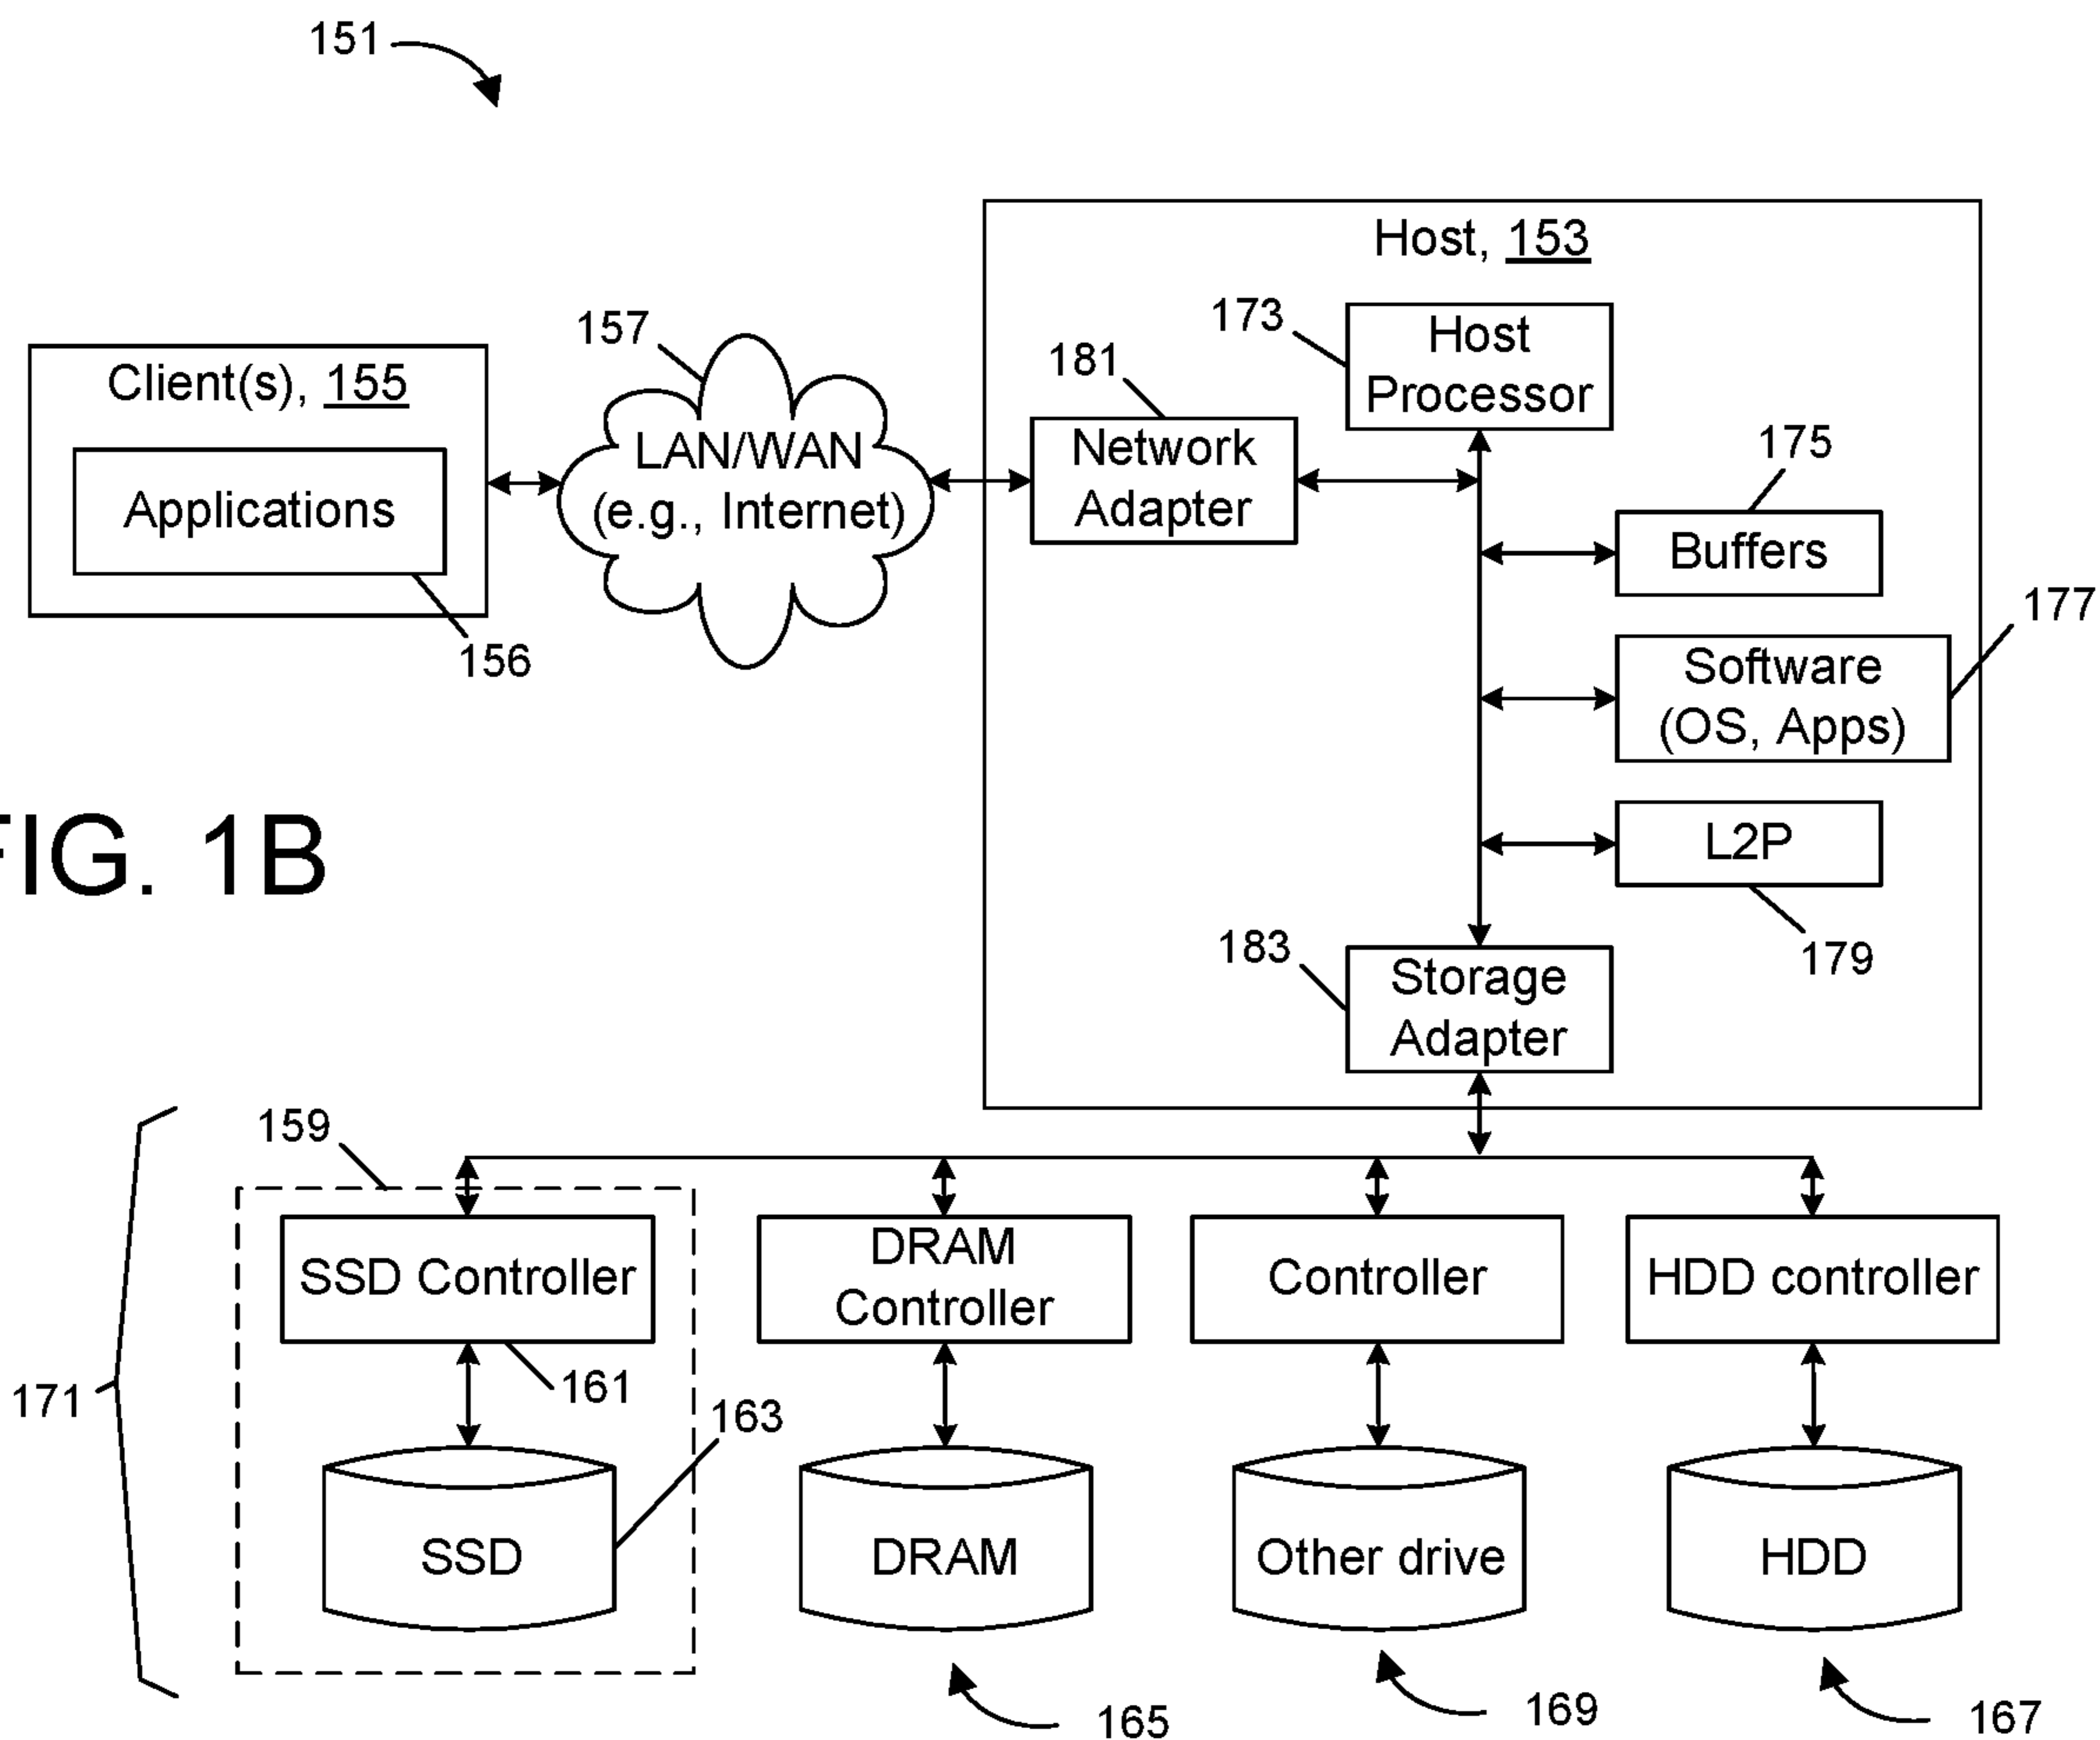 151
Host, 153
173
Host
Processor
157
181
Client(s), 155
Applications
156
LAN/WAN
(e.g., Internet)
Network
Adapter
175
Buffers
177
Software
(OS, Apps)
L2P
179
FIG. 1B
183
Storage
Adapter
159
171
SSD Controller
161
163
SSD
DRAM
Controller
DRAM
165
Controller
Other drive
169
HDD controller
HDD
167